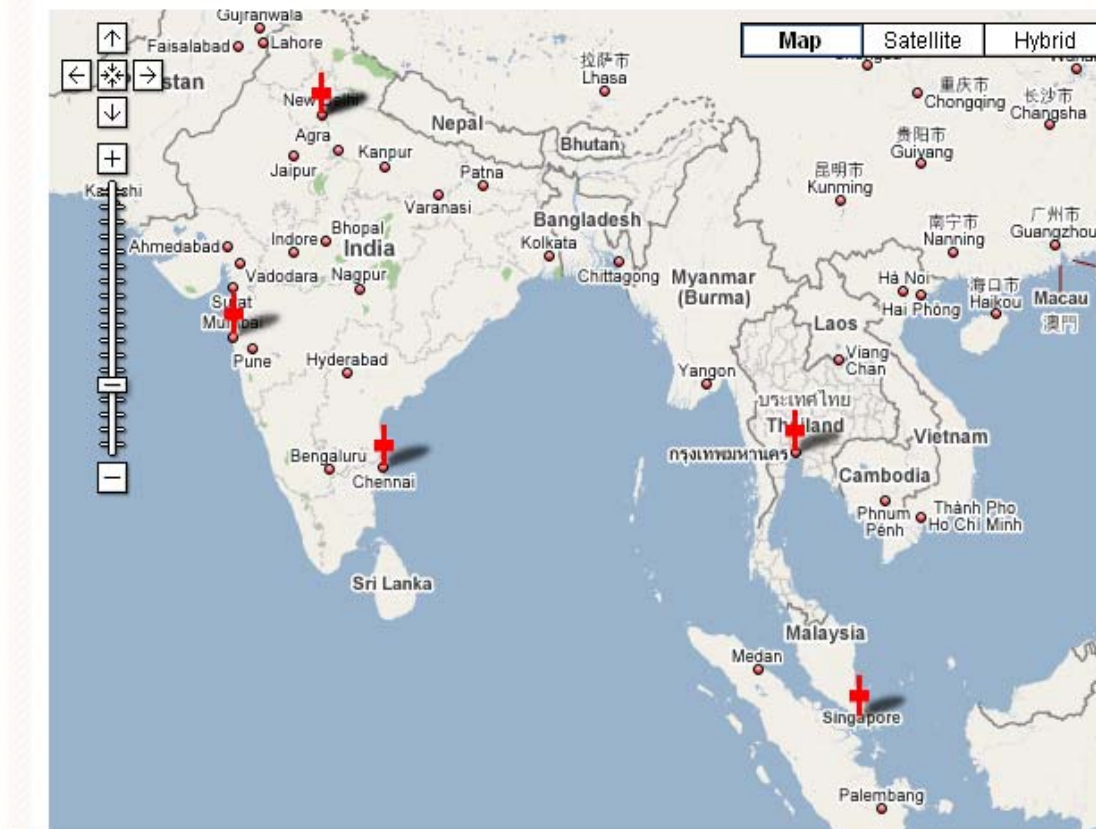 Gujranwala
Faisalabad
Lahore
Map
Satellite
Hybrid
拉萨市
Lhasa
重庆市
Chongqing
长沙市
Changsha
Nepal
Agra
Bhutan
贵阳市
Guiyang
Jaipur
Kanpur
Patna
昆明市
Kunming
Varanasi
Bangladesh
南宁市
Nanning
广州市
Guangzhou
Ahmedabad
Indore
Bhopal
India
Kolkata
Vadodara
Nagpur
Chittagong
Myanmar
(Burma)
Hà Nội
Hai Phòng
海口市
Haikou
Macau
澳門
Laos
Pune
Hyderabad
Yangon
Viang
Chan
บระเทศไทย
Thailand
Vietnam
กรุงเทพมหานคร
Bengaluru
Chennai
Cambodia
Phnum
Pénh
Thành Pho
Ho Chí Minh
Sri Lanka
Malaysia
Medan
Singapore
Palembang